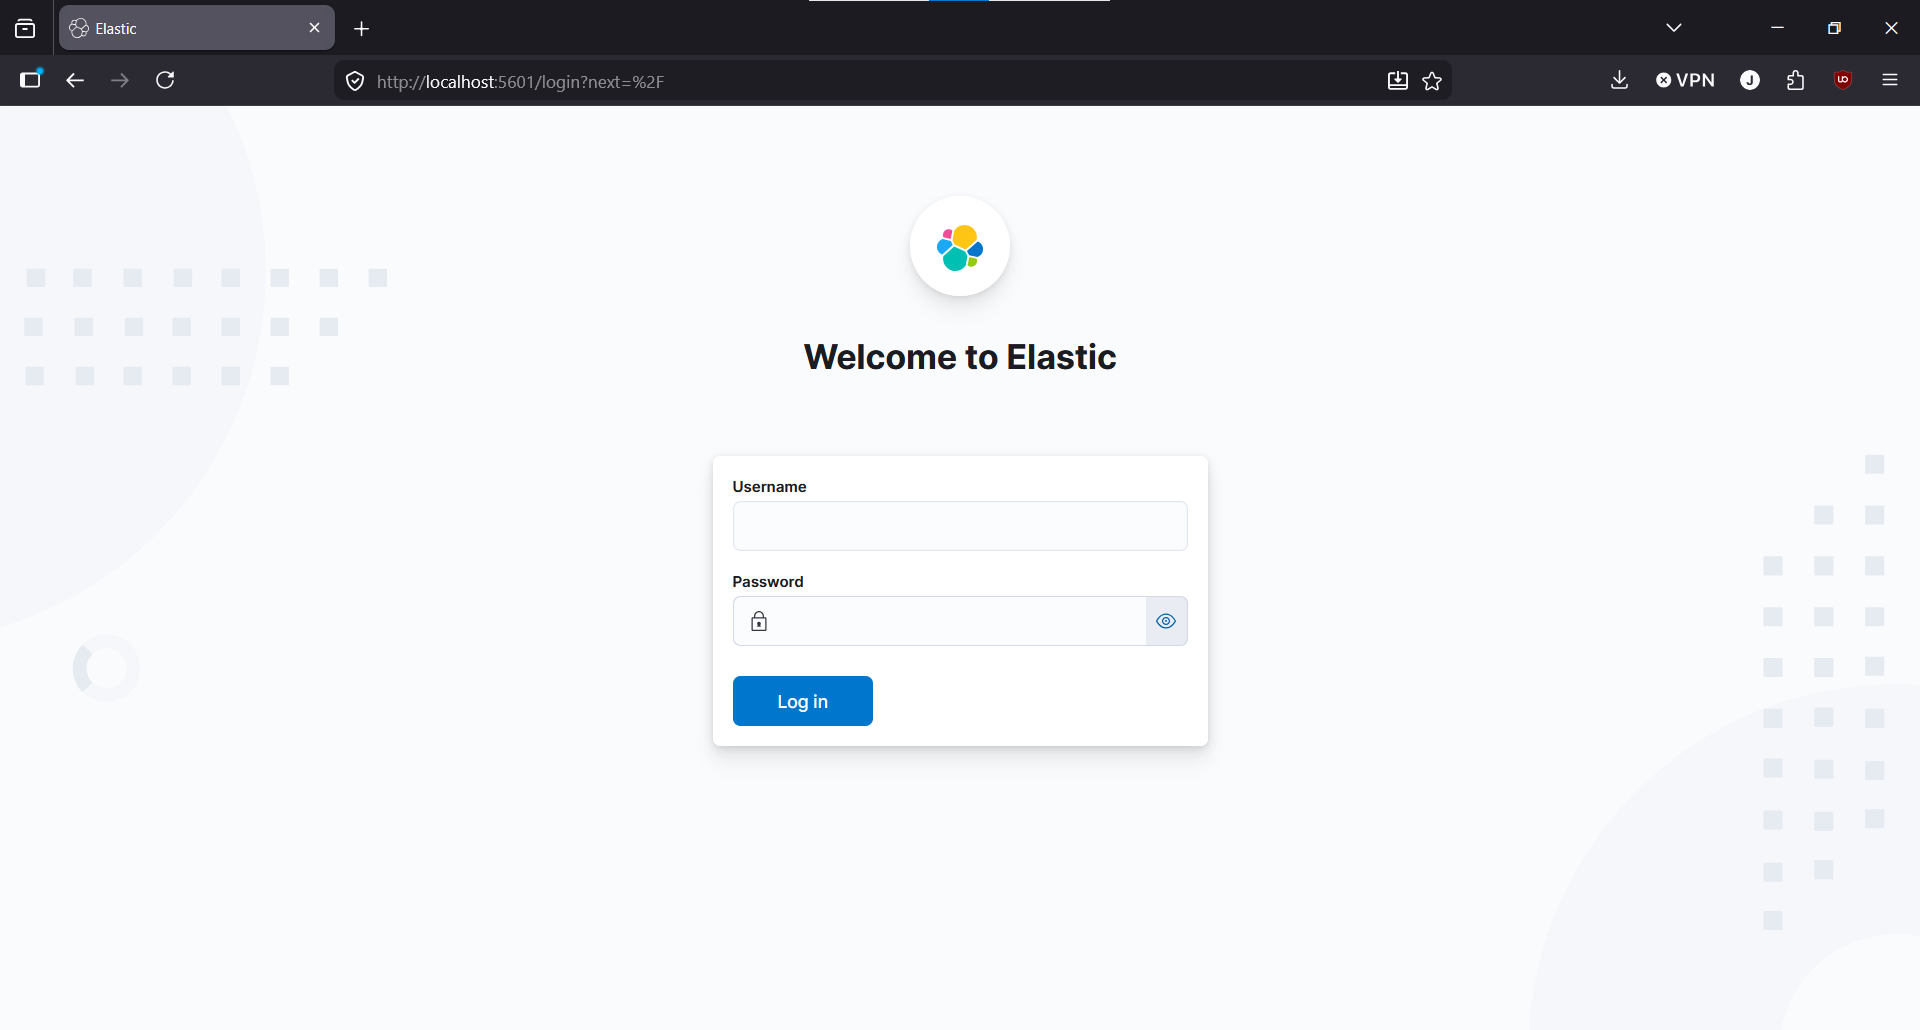 Elastic
http://localhost:5601/login?next=%2F
VPN
J
Welcome to Elastic
Username
Password
Log in